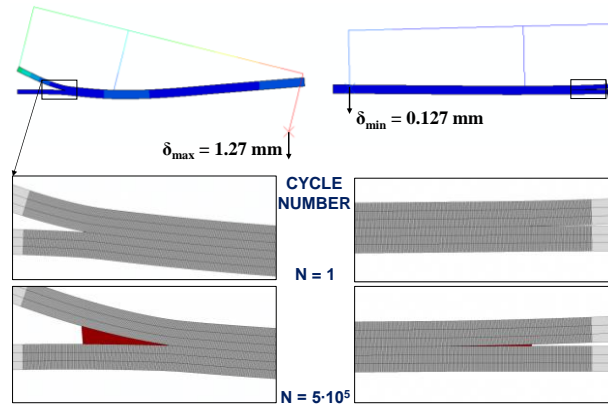 δmax = 1.27 mm
δmin = 0.127 mm
CYCLE
NUMBER
N = 1
N = 5·10⁵